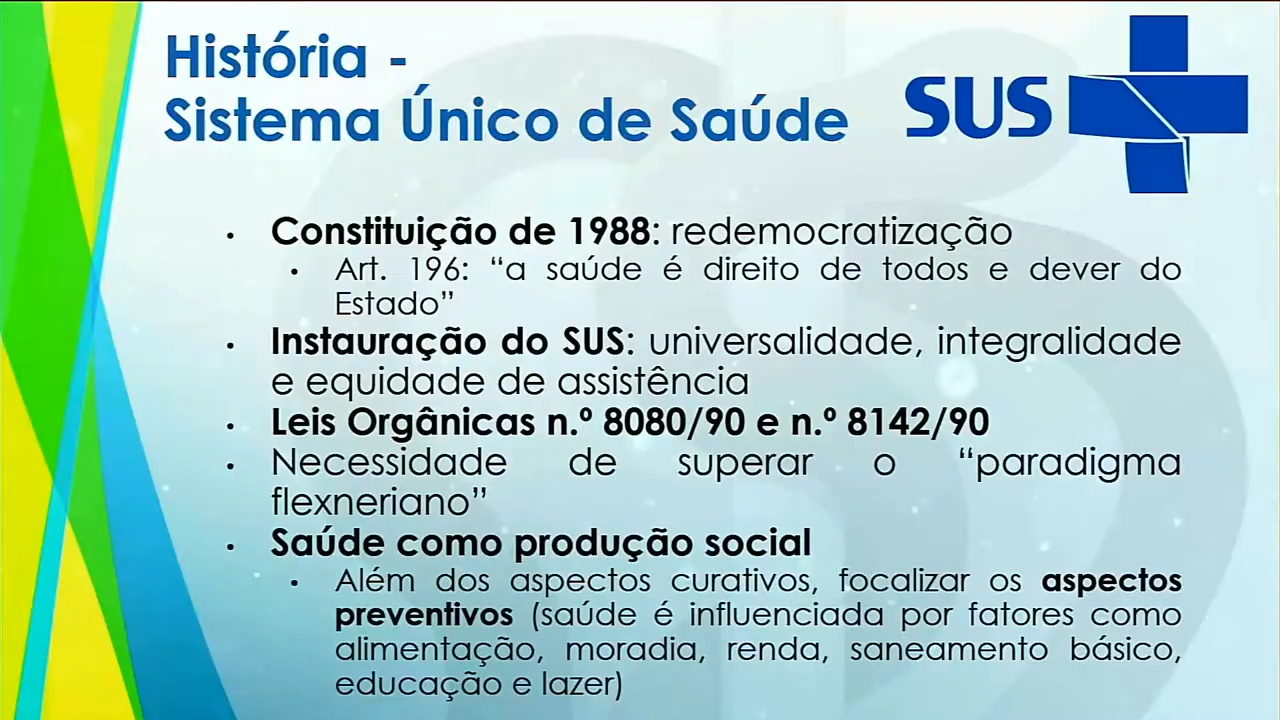 História -
Sistema Único de Saúde
SUS
• Constituição de 1988: redemocratização
• Art. 196: “a saúde é direito de todos e dever do
Estado”
• Instauração do SUS: universalidade, integralidade
e equidade de assistência
• Leis Orgânicas n.º 8080/90 e n.º 8142/90
• Necessidade de superar o “paradigma
flexneriano”
• Saúde como produção social
• Além dos aspectos curativos, focalizar os aspectos
preventivos (saúde é influenciada por fatores como
alimentação, moradia, renda, saneamento básico,
educação e lazer)